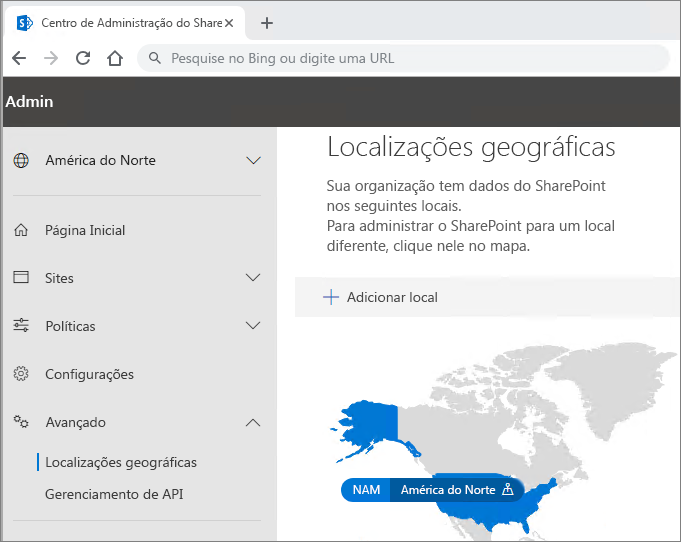 Centro de Administração do Share
Pesquise no Bing ou digite uma URL
Admin
América do Norte
Página Inicial
Sites
Políticas
Configurações
Avançado
Localizações geográficas
Gerenciamento de API
Localizações geográficas
Sua organização tem dados do SharePoint
nos seguintes locais.
Para administrar o SharePoint para um local
diferente, clique nele no mapa.
Adicionar local
NAM América do Norte